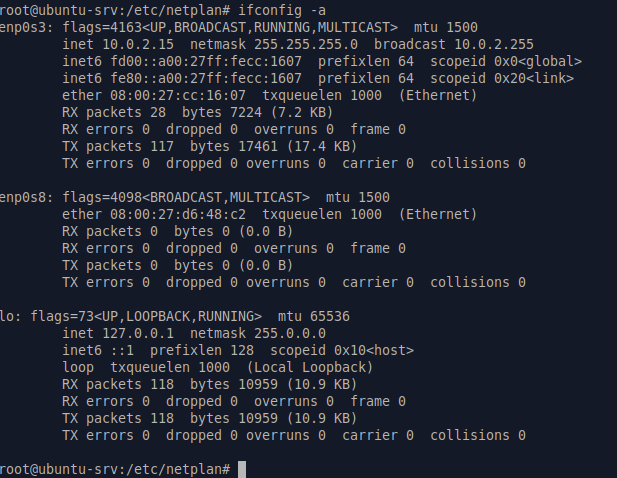 root@ubuntu-srv:/etc/netplan# ifconfig -a
enp0s3: flags=4163<UP,BROADCAST,RUNNING,MULTICAST>  mtu 1500
        inet 10.0.2.15  netmask 255.255.255.0  broadcast 10.0.2.255
        inet6 fd00::a00:27ff:fecc:1607  prefixlen 64  scopeid 0x0<global>
        inet6 fe80::a00:27ff:fecc:1607  prefixlen 64  scopeid 0x20<link>
        ether 08:00:27:cc:16:07  txqueuelen 1000  (Ethernet)
        RX packets 28  bytes 7224 (7.2 KB)
        RX errors 0  dropped 0  overruns 0  frame 0
        TX packets 117  bytes 17461 (17.4 KB)
        TX errors 0  dropped 0 overruns 0  carrier 0  collisions 0

enp0s8: flags=4098<BROADCAST,MULTICAST>  mtu 1500
        ether 08:00:27:d6:48:c2  txqueuelen 1000  (Ethernet)
        RX packets 0  bytes 0 (0.0 B)
        RX errors 0  dropped 0  overruns 0  frame 0
        TX packets 0  bytes 0 (0.0 B)
        TX errors 0  dropped 0 overruns 0  carrier 0  collisions 0

lo: flags=73<UP,LOOPBACK,RUNNING>  mtu 65536
        inet 127.0.0.1  netmask 255.0.0.0
        inet6 ::1  prefixlen 128  scopeid 0x10<host>
        loop  txqueuelen 1000  (Local Loopback)
        RX packets 118  bytes 10959 (10.9 KB)
        RX errors 0  dropped 0  overruns 0  frame 0
        TX packets 118  bytes 10959 (10.9 KB)
        TX errors 0  dropped 0 overruns 0  carrier 0  collisions 0

root@ubuntu-srv:/etc/netplan#